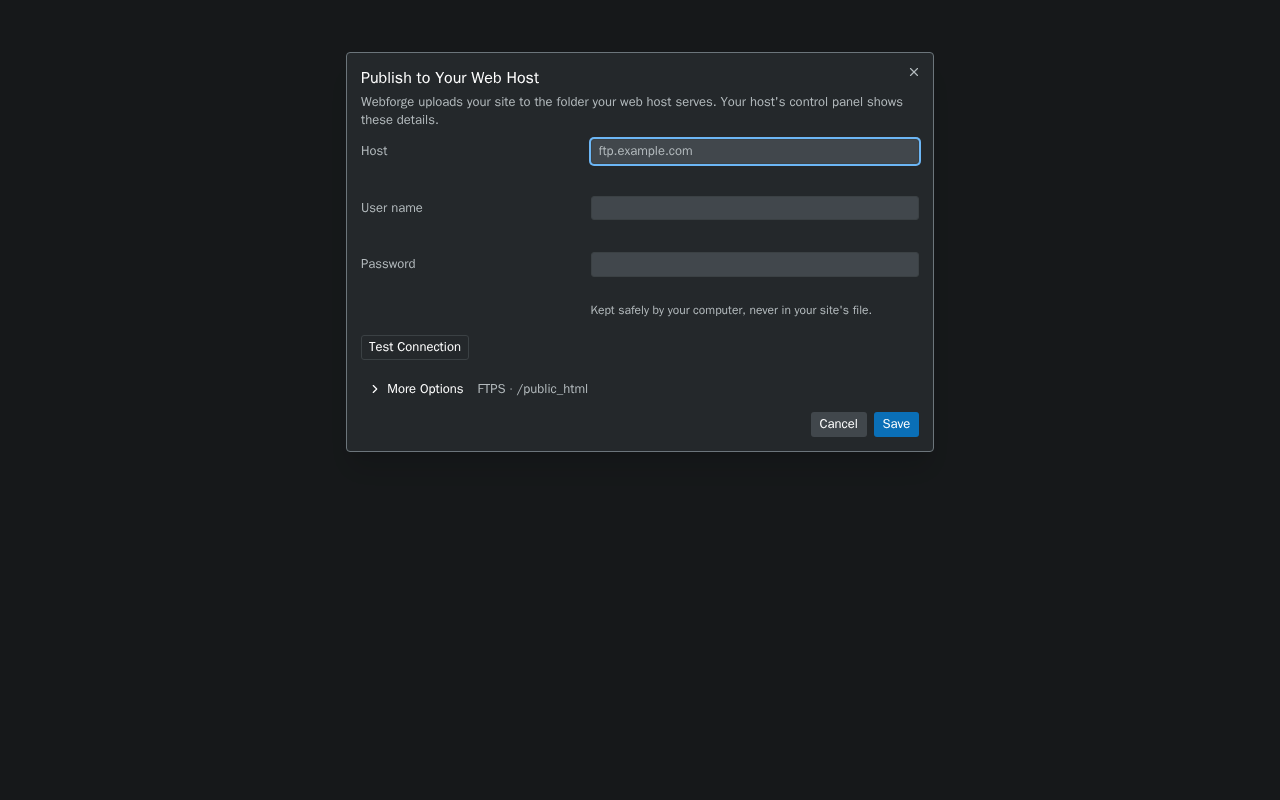 Publish to Your Web Host
Webforge uploads your site to the folder your web host serves. Your host's control panel shows
these details.
Host
ftp.example.com
User name
Password
Kept safely by your computer, never in your site's file.
Test Connection
More Options FTPS · /public_html
Cancel Save